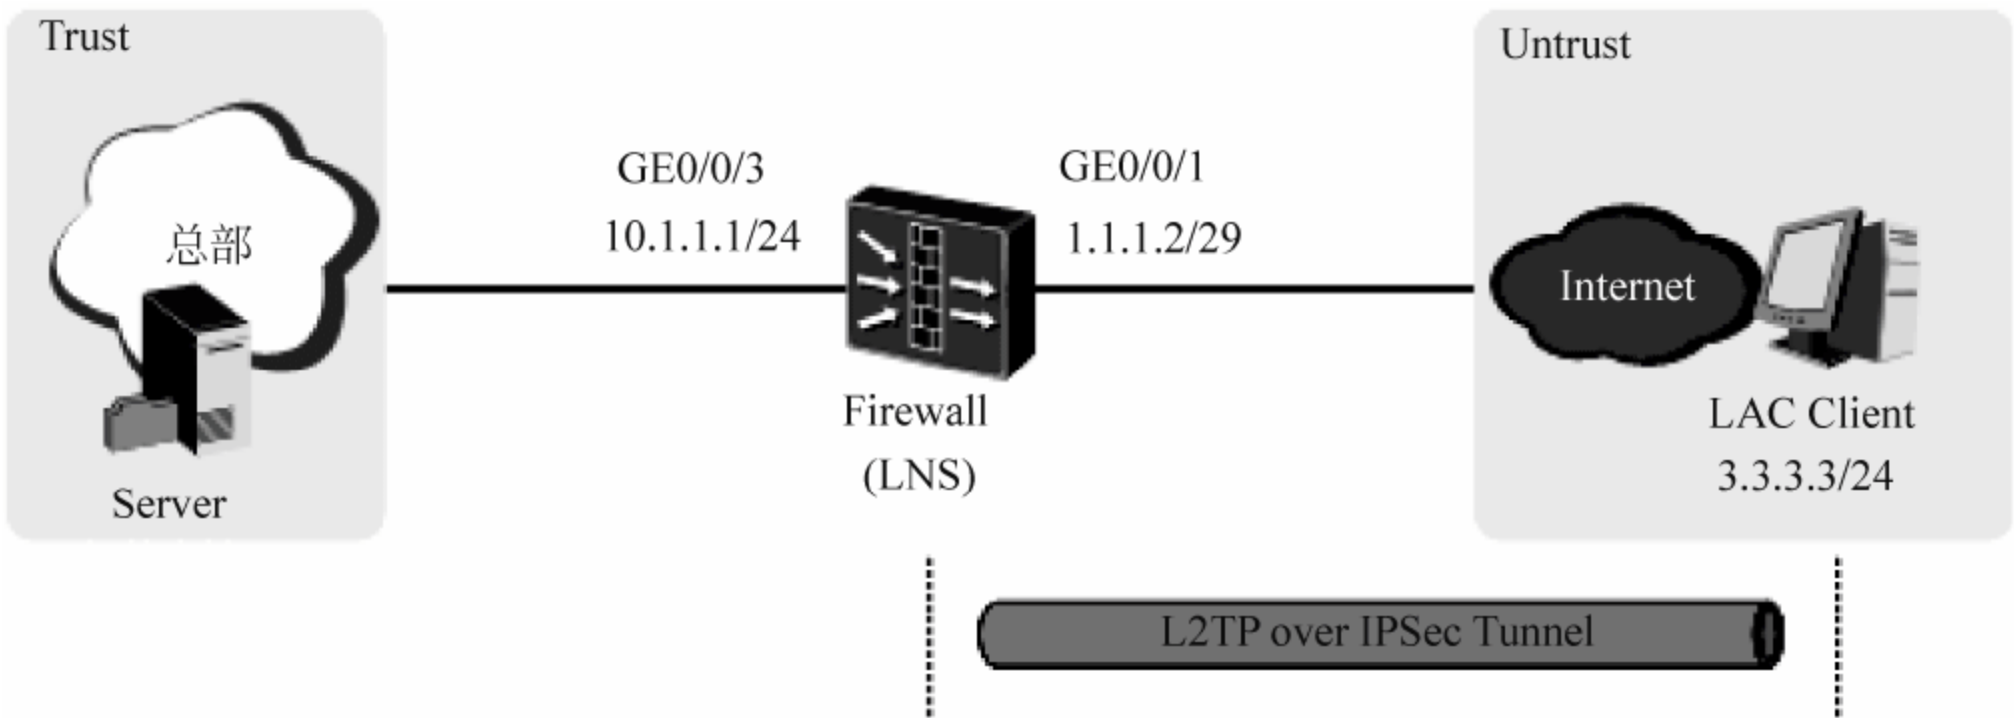 Trust
Untrust
GE0/0/3
GE0/0/1
10.1.1.1/24
1.1.1.2/29
总部
Internet
Firewall
(LNS)
LAC Client
3.3.3.3/24
Server
L2TP over IPSec Tunnel